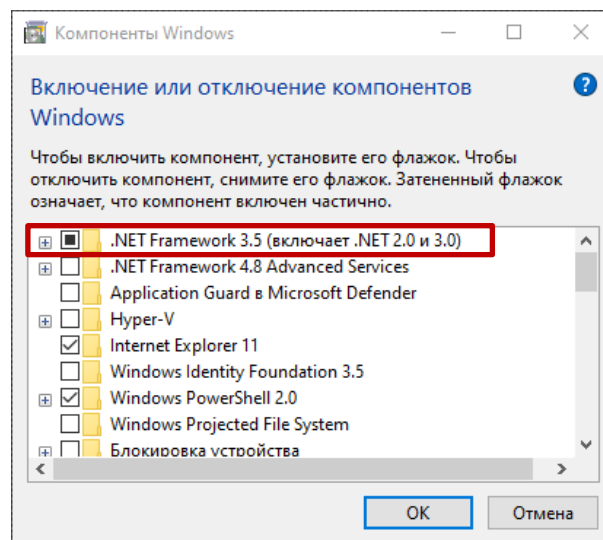 Компоненты Windows
Включение или отключение компонентов
Windows
Чтобы включить компонент, установите его флажок. Чтобы
отключить компонент, снимите его флажок. Затененный флажок
означает, что компонент включен частично.
.NET Framework 3.5 (включает .NET 2.0 и 3.0)
.NET Framework 4.8 Advanced Services
Application Guard в Microsoft Defender
Hyper-V
Internet Explorer 11
Windows Identity Foundation 3.5
Windows PowerShell 2.0
Windows Projected File System
Блокировка устройства
ОК Отмена